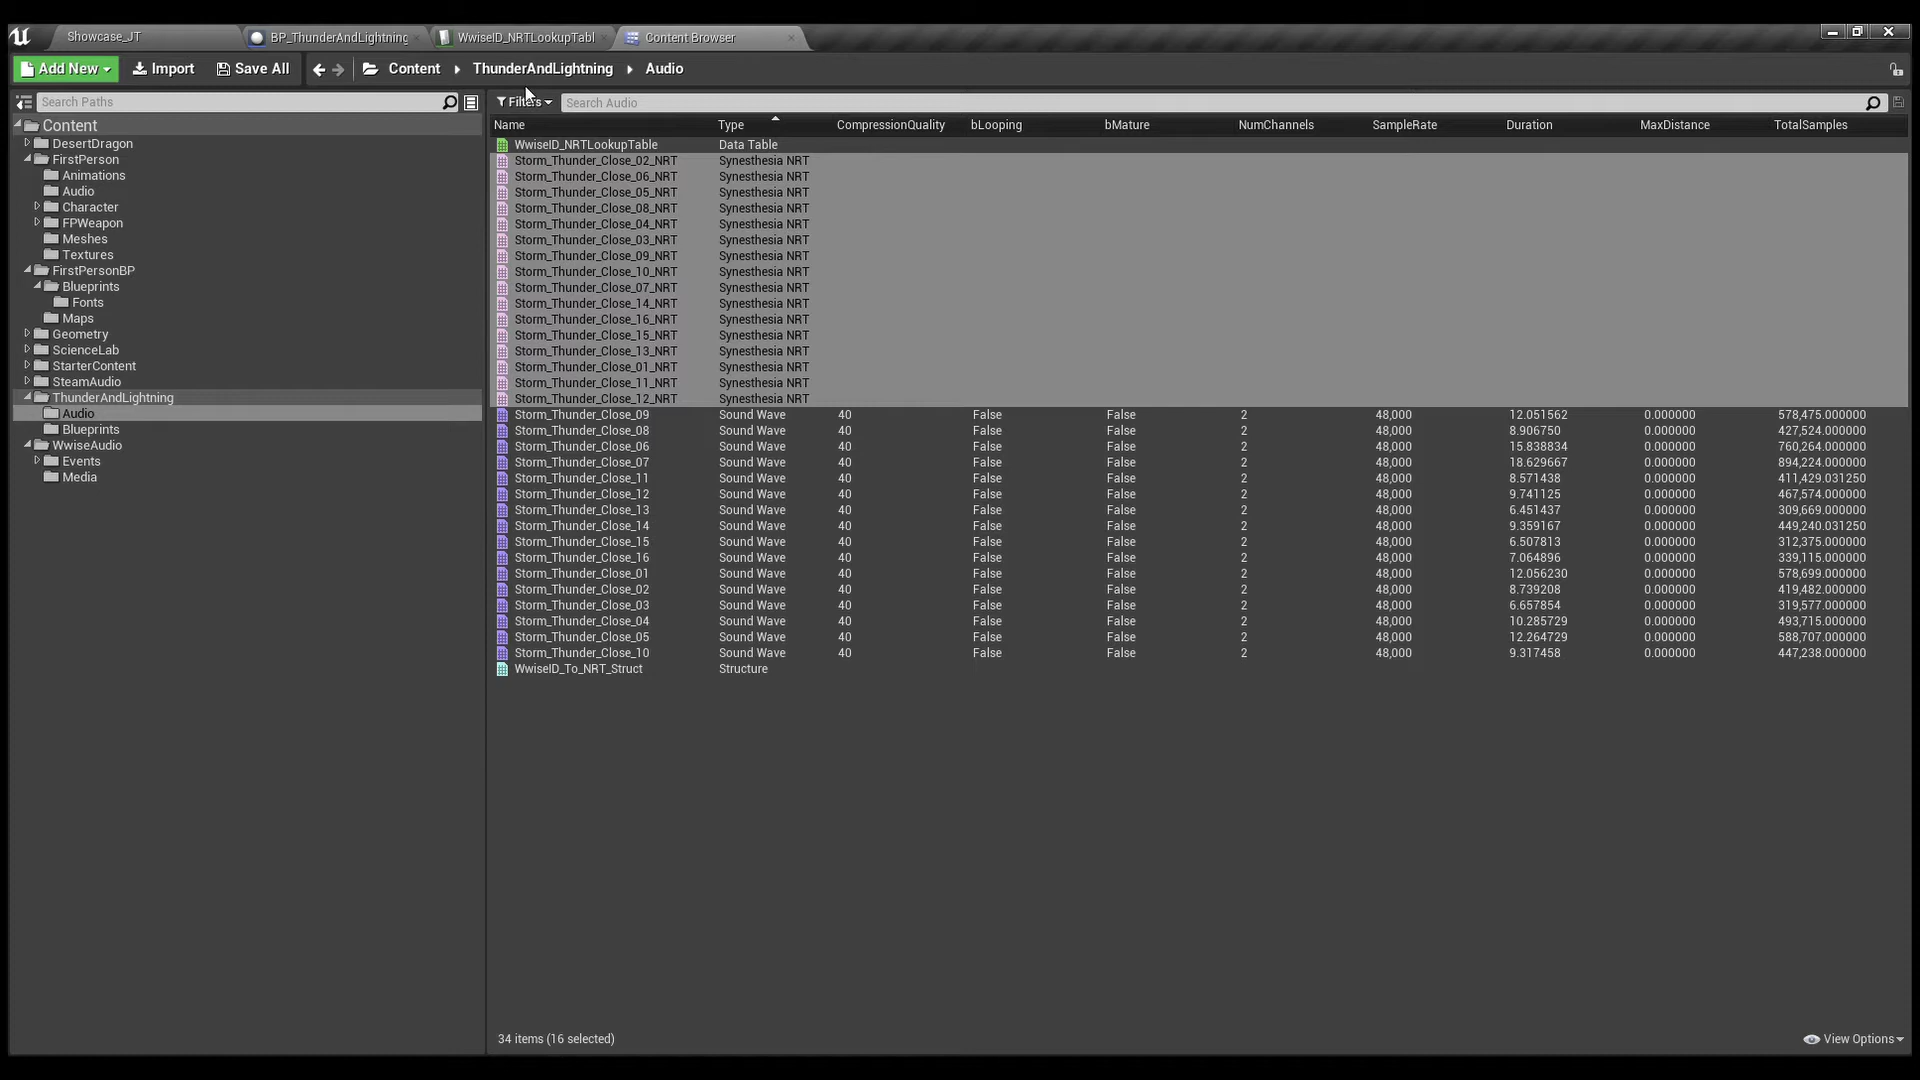 Showcase_JT BP_ThunderAndLightning WwiseID_NRTLookupTabl Content Browser
Add New Import Save All Content ThunderAndLightning Audio
Search Paths Filters Search Audio
Name Type CompressionQuality bLooping bMature NumChannels SampleRate Duration MaxDistance TotalSamples
Content
DesertDragon
FirstPerson
Animations
Audio
Character
FPWeapon
Meshes
Textures
FirstPersonBP
Blueprints
Fonts
Maps
Geometry
ScienceLab
StarterContent
SteamAudio
ThunderAndLightning
Audio
Blueprints
WwiseAudio
Events
Media
WwiseID_NRTLookupTable Data Table
Storm_Thunder_Close_02_NRT Synesthesia NRT
Storm_Thunder_Close_06_NRT Synesthesia NRT
Storm_Thunder_Close_05_NRT Synesthesia NRT
Storm_Thunder_Close_08_NRT Synesthesia NRT
Storm_Thunder_Close_04_NRT Synesthesia NRT
Storm_Thunder_Close_03_NRT Synesthesia NRT
Storm_Thunder_Close_09_NRT Synesthesia NRT
Storm_Thunder_Close_10_NRT Synesthesia NRT
Storm_Thunder_Close_07_NRT Synesthesia NRT
Storm_Thunder_Close_14_NRT Synesthesia NRT
Storm_Thunder_Close_16_NRT Synesthesia NRT
Storm_Thunder_Close_15_NRT Synesthesia NRT
Storm_Thunder_Close_13_NRT Synesthesia NRT
Storm_Thunder_Close_01_NRT Synesthesia NRT
Storm_Thunder_Close_11_NRT Synesthesia NRT
Storm_Thunder_Close_12_NRT Synesthesia NRT
Storm_Thunder_Close_09 Sound Wave 40 False False 2 48,000 12.051562 0.000000 578,475.000000
Storm_Thunder_Close_08 Sound Wave 40 False False 2 48,000 8.906750 0.000000 427,524.000000
Storm_Thunder_Close_06 Sound Wave 40 False False 2 48,000 15.838834 0.000000 760,264.000000
Storm_Thunder_Close_07 Sound Wave 40 False False 2 48,000 18.629667 0.000000 894,224.000000
Storm_Thunder_Close_11 Sound Wave 40 False False 2 48,000 8.571438 0.000000 411,429.031250
Storm_Thunder_Close_12 Sound Wave 40 False False 2 48,000 9.741125 0.000000 467,574.000000
Storm_Thunder_Close_13 Sound Wave 40 False False 2 48,000 6.451437 0.000000 309,669.000000
Storm_Thunder_Close_14 Sound Wave 40 False False 2 48,000 9.359167 0.000000 449,240.031250
Storm_Thunder_Close_15 Sound Wave 40 False False 2 48,000 6.507813 0.000000 312,375.000000
Storm_Thunder_Close_16 Sound Wave 40 False False 2 48,000 7.064896 0.000000 339,115.000000
Storm_Thunder_Close_01 Sound Wave 40 False False 2 48,000 12.056230 0.000000 578,699.000000
Storm_Thunder_Close_02 Sound Wave 40 False False 2 48,000 8.739208 0.000000 419,482.000000
Storm_Thunder_Close_03 Sound Wave 40 False False 2 48,000 6.657854 0.000000 319,577.000000
Storm_Thunder_Close_04 Sound Wave 40 False False 2 48,000 10.285729 0.000000 493,715.000000
Storm_Thunder_Close_05 Sound Wave 40 False False 2 48,000 12.264729 0.000000 588,707.000000
Storm_Thunder_Close_10 Sound Wave 40 False False 2 48,000 9.317458 0.000000 447,238.000000
WwiseID_To_NRT_Struct Structure
34 items (16 selected) View Options